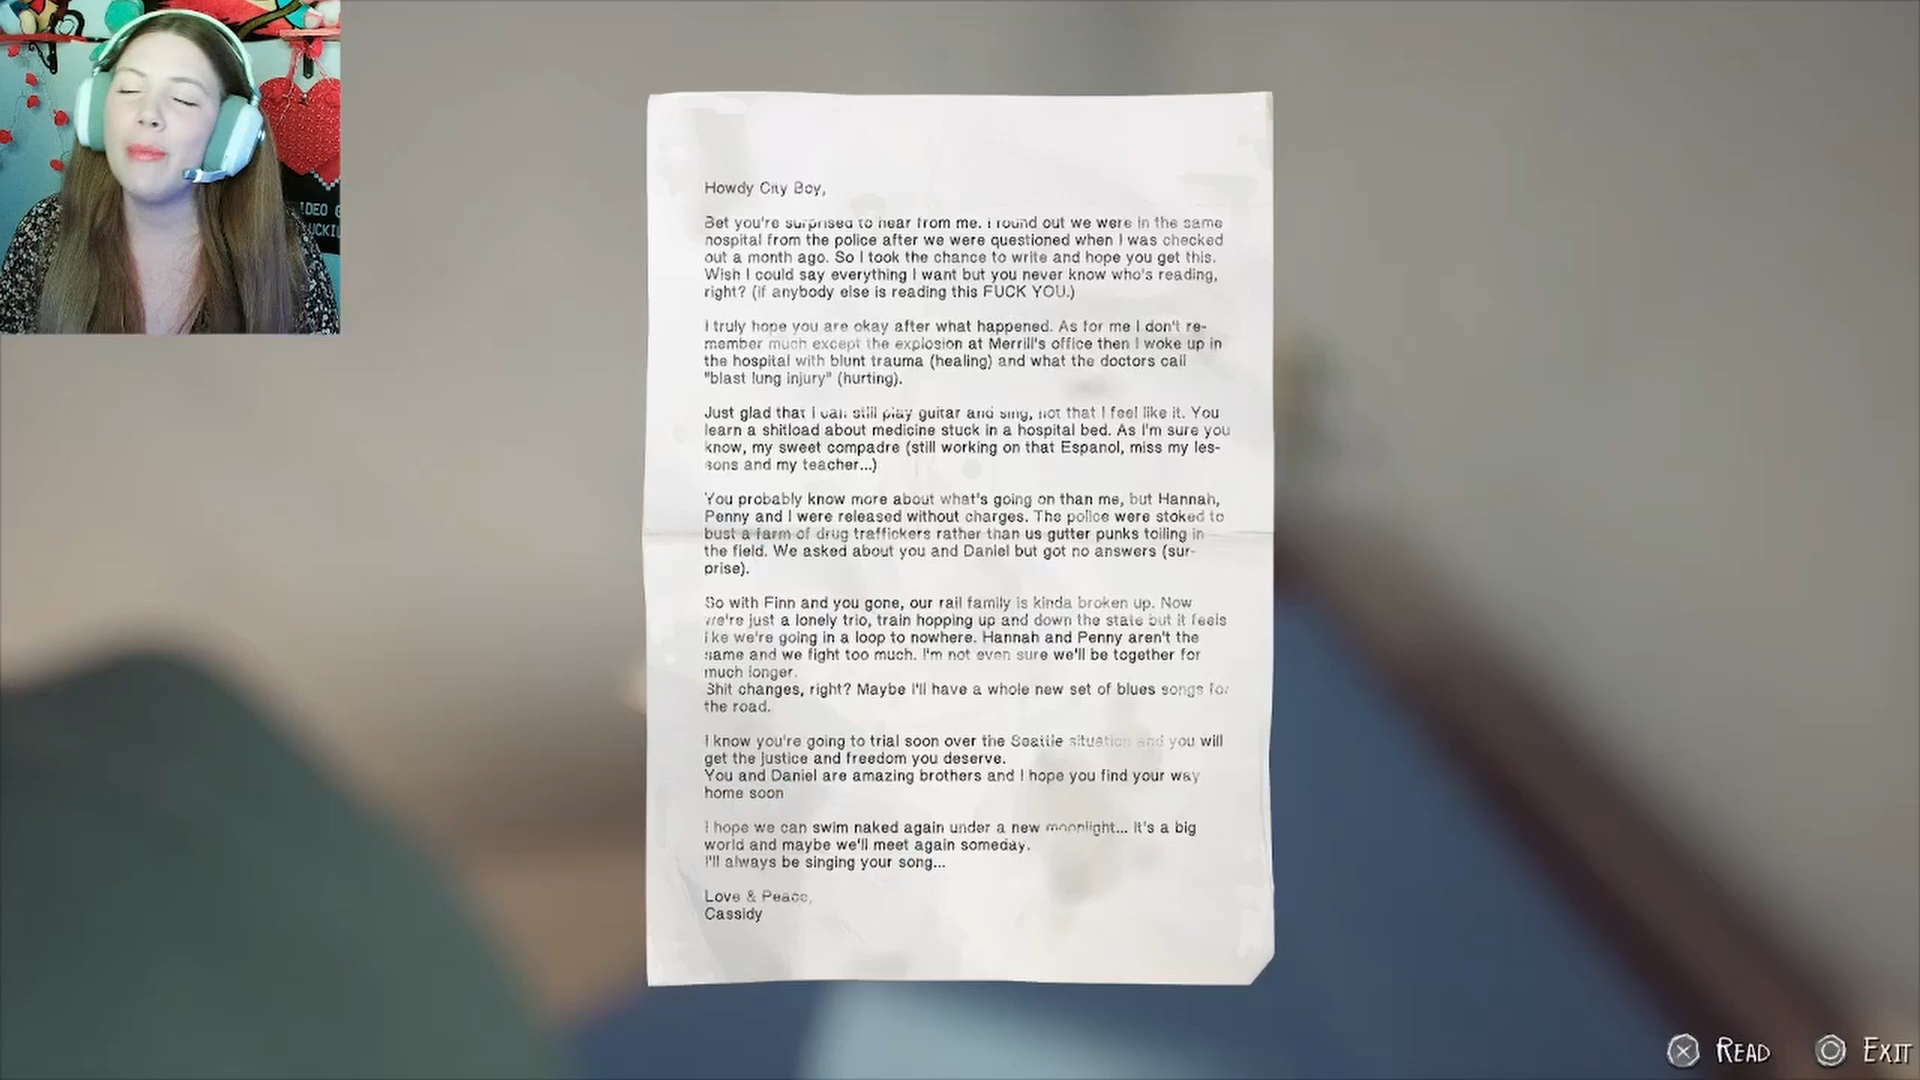 Howdy City Boy,
Bet you're surprised to hear from me. I found out we were in the same
hospital from the police after we were questioned when I was checked
out a month ago. So I took the chance to write and hope you get this.
Wish I could say everything I want but you never know who's reading,
right? (if anybody else is reading this FUCK YOU.)
I truly hope you are okay after what happened. As for me I don't re-
member much except the explosion at Merrill's office then I woke up in
the hospital with blunt trauma (healing) and what the doctors call
"blast lung injury" (hurting).
Just glad that I can still play guitar and sing, not that I feel like it. You
learn a shitload about medicine stuck in a hospital bed. As I'm sure you
know, my sweet compadre (still working on that Espanol, miss my les-
sons and my teacher...)
You probably know more about what's going on than me, but Hannah,
Penny and I were released without charges. The police were stoked to
bust a farm of drug traffickers rather than us gutter punks toiling in
the field. We asked about you and Daniel but got no answers (sur-
prise).
So with Finn and you gone, our rail family is kinda broken up. Now
we're just a lonely trio, train hopping up and down the state but it feels
like we're going in a loop to nowhere. Hannah and Penny aren't the
same and we fight too much. I'm not even sure we'll be together for
much longer.
Shit changes, right? Maybe I'll have a whole new set of blues songs for
the road.
I know you're going to trial soon over the Seattle situation and you will
get the justice and freedom you deserve.
You and Daniel are amazing brothers and I hope you find your way
home soon
I hope we can swim naked again under a new moonlight... It's a big
world and maybe we'll meet again someday.
I'll always be singing your song...
Love & Peace,
Cassidy
READ
EXIT